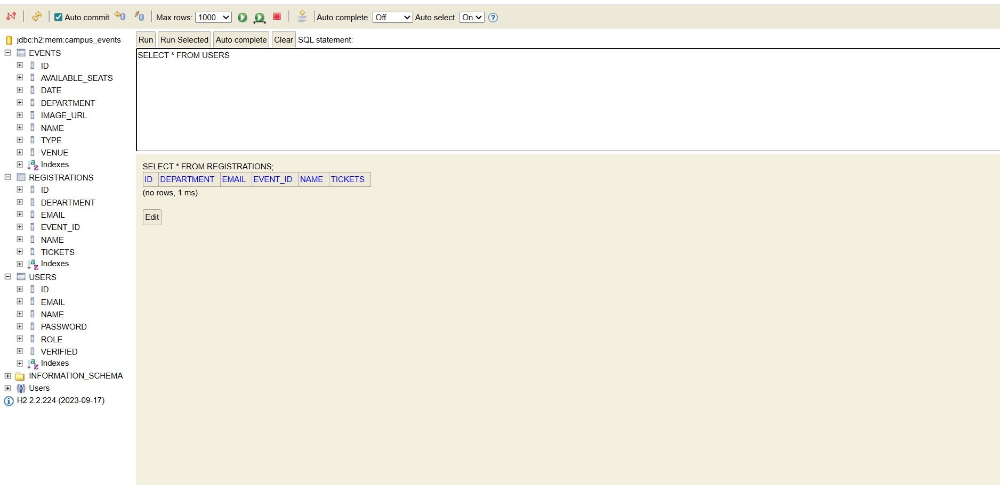 Auto commit Max rows: 1000 Auto complete Off Auto select On
jdbc:h2:mem:campus_events
EVENTS
ID
AVAILABLE_SEATS
DATE
DEPARTMENT
IMAGE_URL
NAME
TYPE
VENUE
Indexes
REGISTRATIONS
ID
DEPARTMENT
EMAIL
EVENT_ID
NAME
TICKETS
Indexes
USERS
ID
EMAIL
NAME
PASSWORD
ROLE
VERIFIED
Indexes
INFORMATION_SCHEMA
Users
H2 2.2.224 (2023-09-17)
Run Run Selected Auto complete Clear SQL statement:
SELECT * FROM USERS
SELECT * FROM REGISTRATIONS;
ID DEPARTMENT EMAIL EVENT_ID NAME TICKETS
(no rows, 1 ms)
Edit